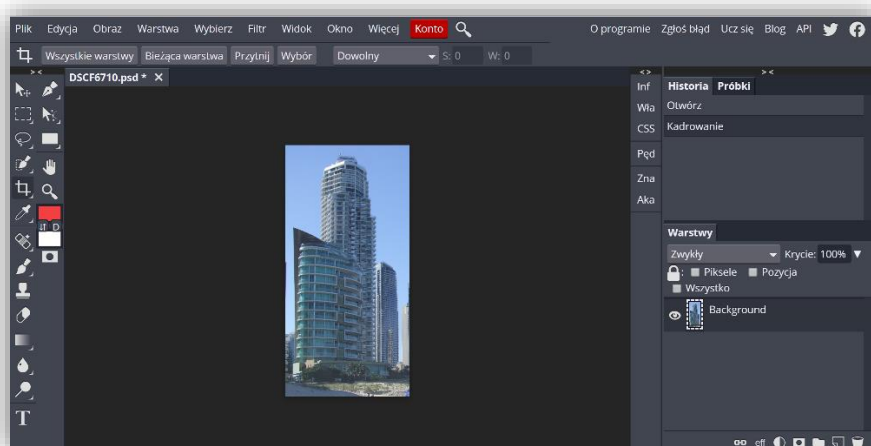 Plik Edycja Obraz Warstwa Wybierz Filtr Widok Okno Więcej Konto O programie Zgłoś błąd Ucz się Blog API
Wszystkie warstwy Bieżąca warstwa Przytnij Wybór Dowolny S: 0 W: 0
> <
DSCF6710.psd * X
< >
> <
Inf
Wła
CSS
Pęd
Zna
Aka
Historia Próbki
Otwórz
Kadrowanie
Warstwy
Zwykły Krycie: 100%
: Piksele Pozycja
Wszystko
Background
D
T
eff